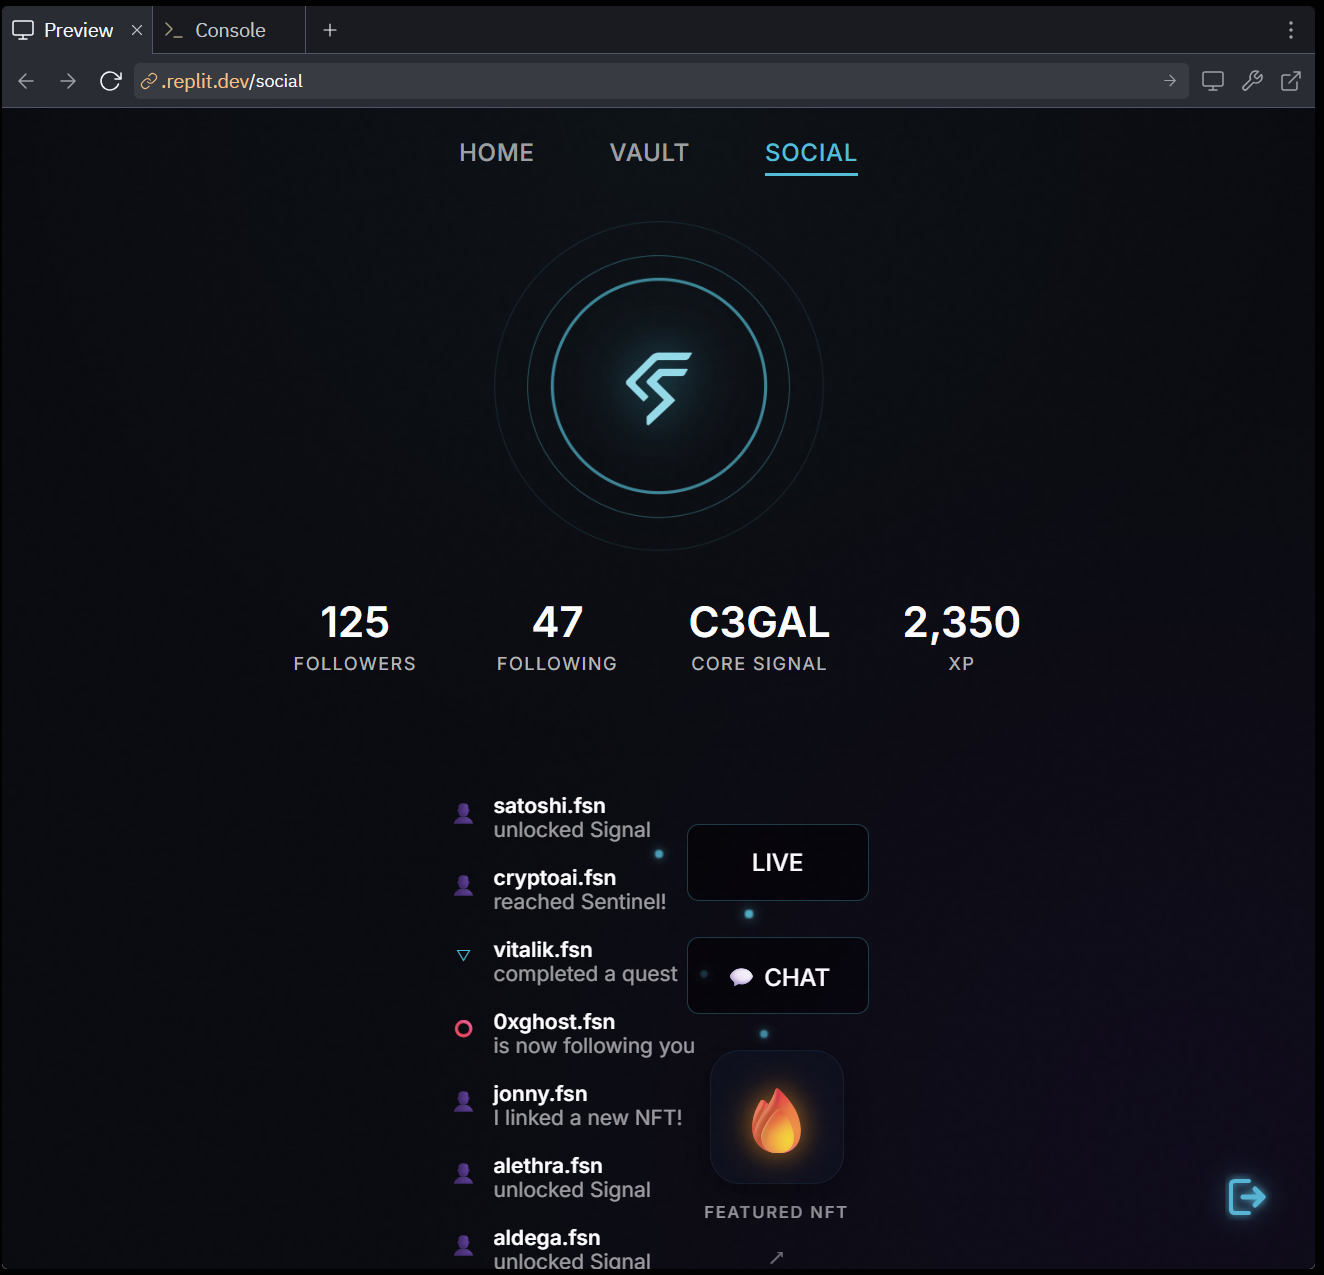 Preview
Console
.replit.dev/social
HOME VAULT SOCIAL
125 47 C3GAL 2,350
FOLLOWERS FOLLOWING CORE SIGNAL XP
satoshi.fsn
unlocked Signal
cryptoai.fsn
reached Sentinel!
vitalik.fsn
completed a quest
0xghost.fsn
is now following you
jonny.fsn
I linked a new NFT!
alethra.fsn
unlocked Signal
aldega.fsn
unlocked Signal
LIVE
CHAT
FEATURED NFT